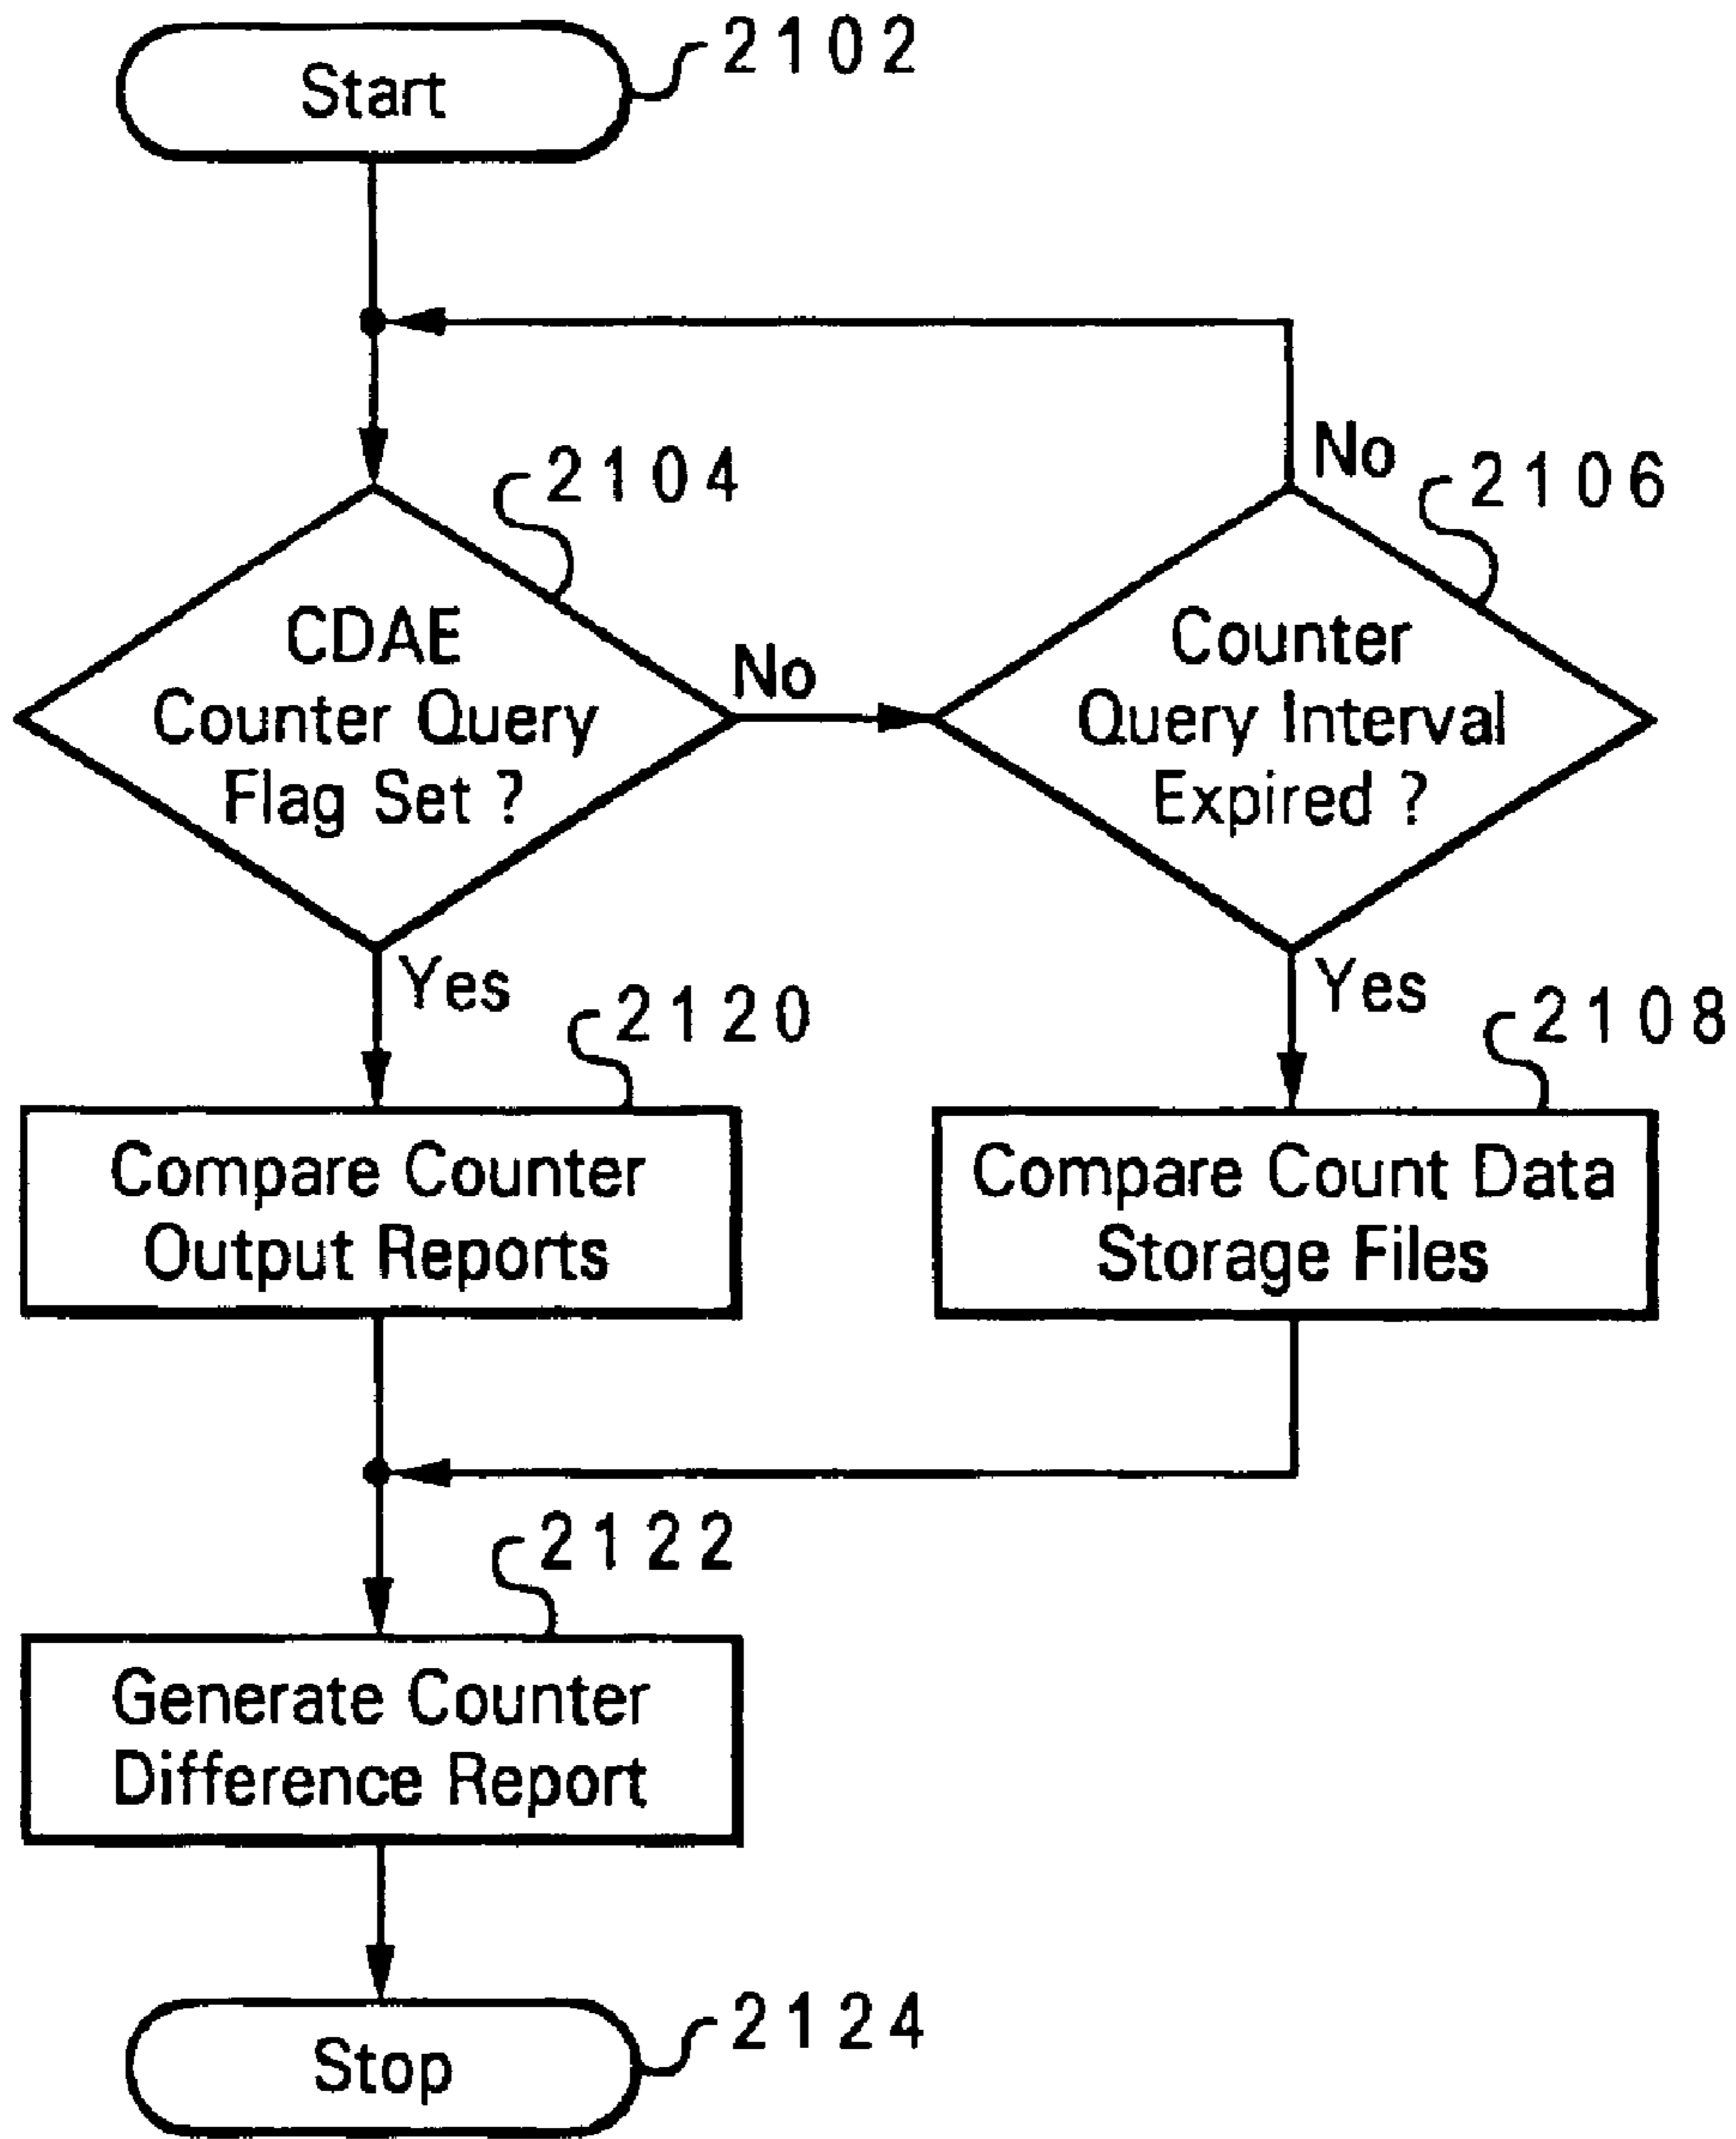 Start
2102
No
2104
2106
CDAE
Counter Query
Flag Set ?
No
Counter
Query Interval
Expired ?
Yes
2120
Yes
2108
Compare Counter
Output Reports
Compare Count Data
Storage Files
2122
Generate Counter
Difference Report
Stop
2124